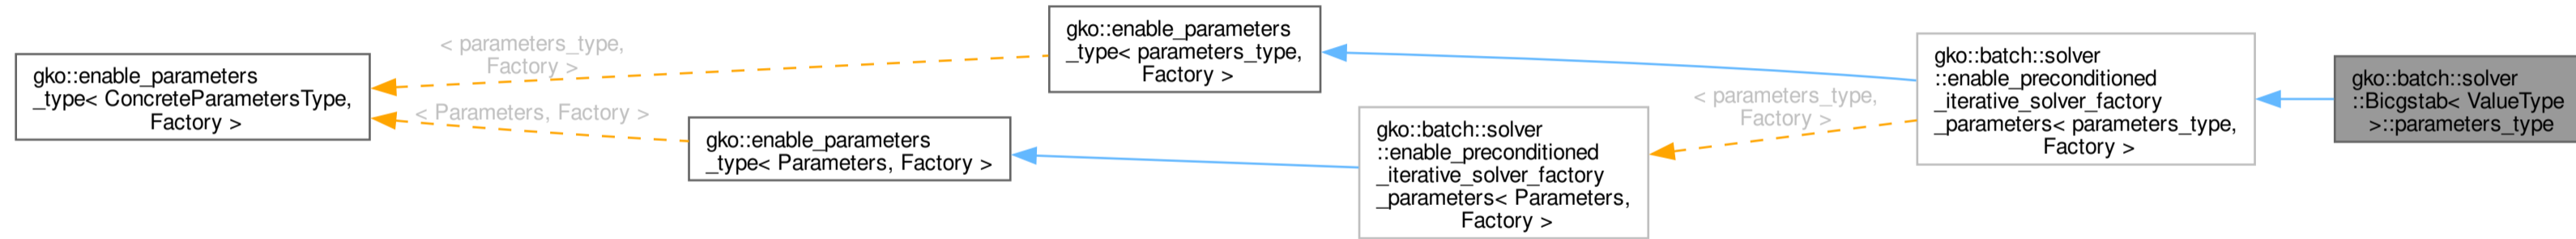 gko::enable_parameters
_type< ConcreteParametersType,
Factory >
< parameters_type,
Factory >
< Parameters, Factory >
gko::enable_parameters
_type< parameters_type,
Factory >
gko::enable_parameters
_type< Parameters, Factory >
gko::batch::solver
::enable_preconditioned
_iterative_solver_factory
_parameters< Parameters,
Factory >
< parameters_type,
Factory >
gko::batch::solver
::enable_preconditioned
_iterative_solver_factory
_parameters< parameters_type,
Factory >
gko::batch::solver
::Bicgstab< ValueType
>::parameters_type